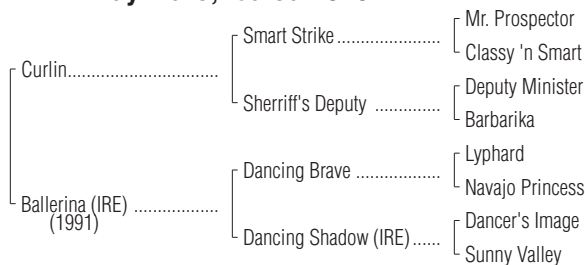 Mr. Prospector
Smart Strike
Classy 'n Smart
Curlin
Deputy Minister
Sherriff's Deputy
Barbarika
Lyphard
Dancing Brave
Navajo Princess
Ballerina (IRE)
(1991)
Dancer's Image
Dancing Shadow (IRE)
Sunny Valley